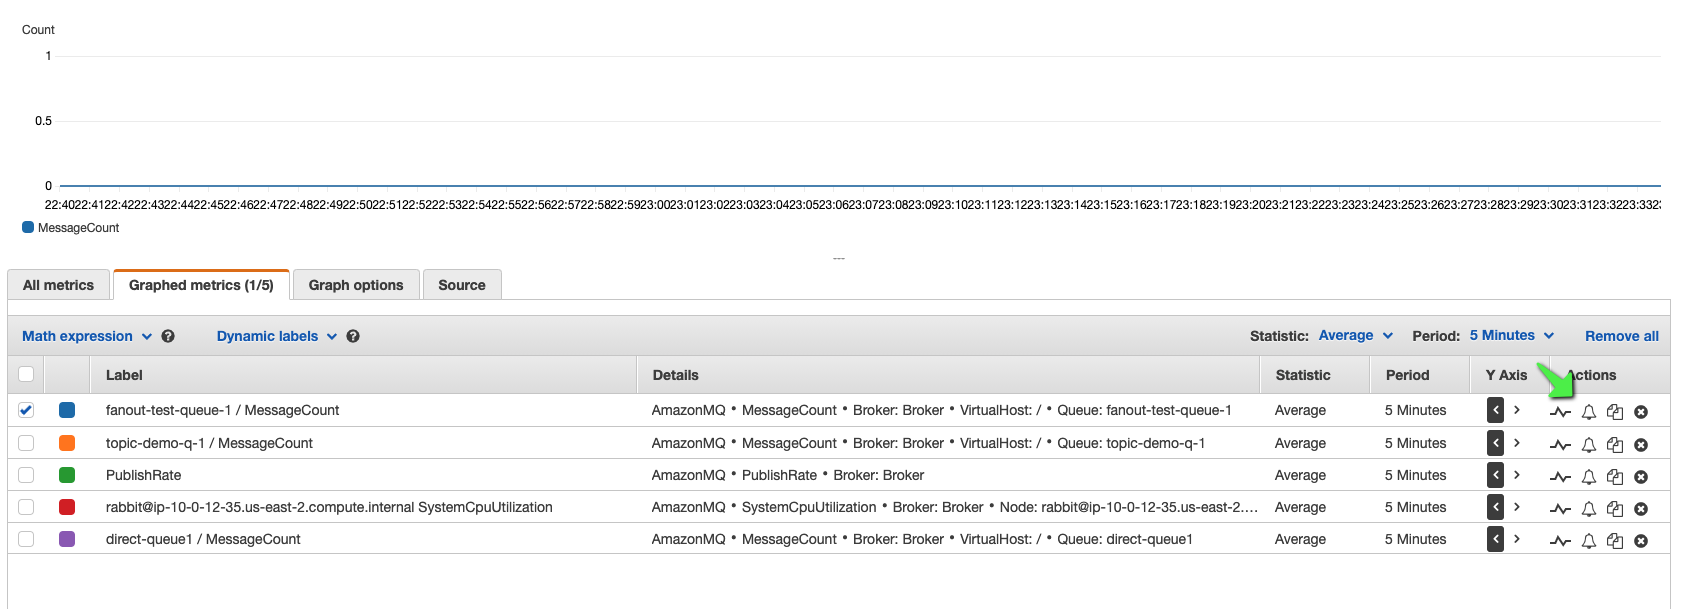 Count
1
0.5
0
22:4022:4122:4222:4322:4422:4522:4622:4722:4822:4922:5022:5122:5222:5322:5422:5522:5622:5722:5822:5923:0023:0123:0223:0323:0423:0523:0623:0723:0823:0923:1023:1123:1223:1323:1423:1523:1623:1723:1823:1923:2023:2123:2223:2323:2423:2523:2623:2723:2823:2923:3023:3123:3223:3323:
MessageCount
All metrics Graphed metrics (1/5) Graph options Source
Math expression Dynamic labels Statistic: Average Period: 5 Minutes Remove all
Label Details Statistic Period Y Axis Actions
fanout-test-queue-1 / MessageCount AmazonMQ • MessageCount • Broker: Broker • VirtualHost: / • Queue: fanout-test-queue-1 Average 5 Minutes
topic-demo-q-1 / MessageCount AmazonMQ • MessageCount • Broker: Broker • VirtualHost: / • Queue: topic-demo-q-1 Average 5 Minutes
PublishRate AmazonMQ • PublishRate • Broker: Broker Average 5 Minutes
rabbit@ip-10-0-12-35.us-east-2.compute.internal SystemCpuUtilization AmazonMQ • SystemCpuUtilization • Broker: Broker • Node: rabbit@ip-10-0-12-35.us-east-2.... Average 5 Minutes
direct-queue1 / MessageCount AmazonMQ • MessageCount • Broker: Broker • VirtualHost: / • Queue: direct-queue1 Average 5 Minutes